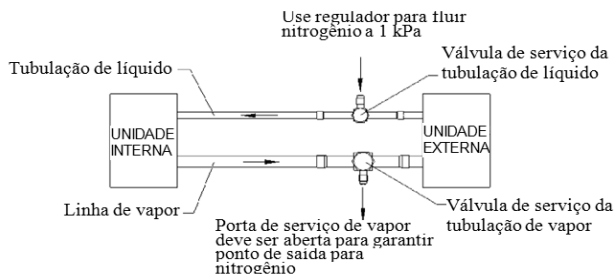 Use regulador para fluir
nitrogênio a 1 kPa
Válvula de serviço da
tubulação de líquido
Tubulação de líquido
UNIDADE
INTERNA
UNIDADE
EXTERNA
Linha de vapor
Válvula de serviço da
tubulação de vapor
Porta de serviço de vapor
deve ser aberta para garantir
ponto de saída para
nitrogênio